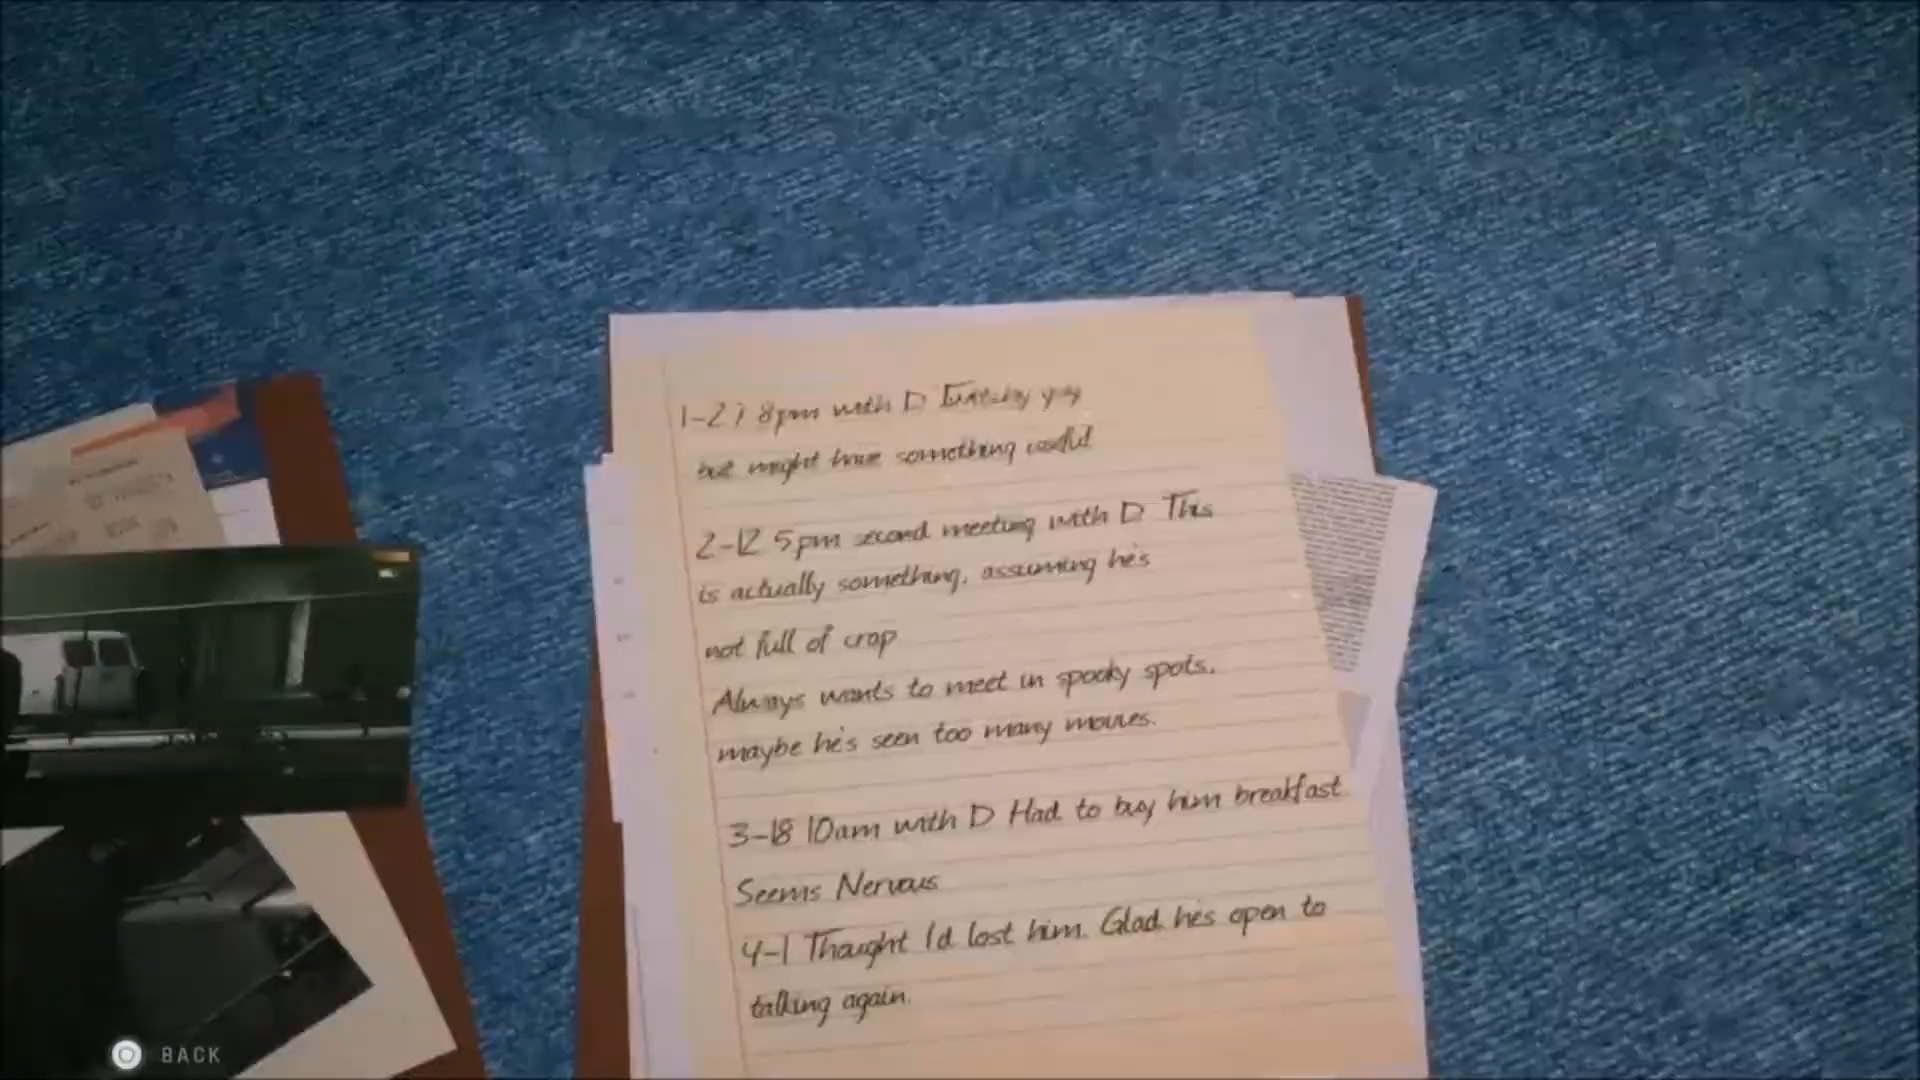 1-27 8pm with D Twitchy guy
but might have something useful
2-12 5pm second meeting with D This
is actually something, assuming he's
not full of crap
Always wants to meet in spooky spots.
maybe he's seen too many movies.
3-18 10am with D Had to buy him breakfast
Seems Nervous
4-1 Thought I'd lost him. Glad he's open to
talking again.
BACK